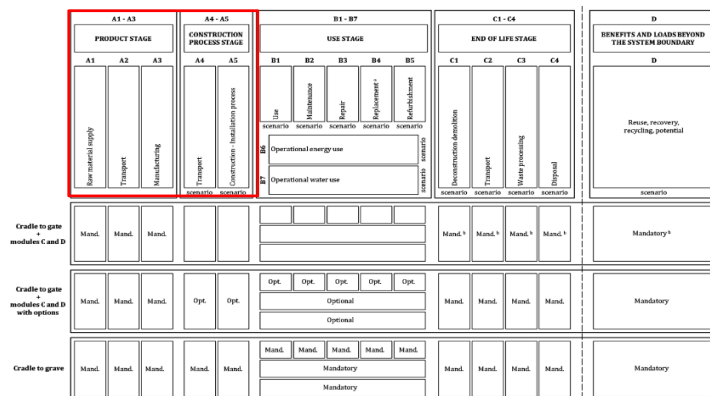 A1 - A3
A4 - A5
B1 - B7
C1 - C4
D
PRODUCT STAGE
CONSTRUCTION
PROCESS STAGE
USE STAGE
END OF LIFE STAGE
BENEFITS AND LOADS BEYOND
THE SYSTEM BOUNDARY
A1
A2
A3
A4
A5
B1
B2
B3
B4
B5
C1
C2
C3
C4
D
Raw material supply
Transport
Manufacturing
Transport
Construction - Installation process
Use
Maintenance
Repair
Replacement ª
Refurbishment
Deconstruction demolition
Transport
Waste processing
Disposal
Reuse, recovery,
recycling, potential
scenario
scenario
scenario
scenario
scenario
B6
Operational energy use
scenario
B7
Operational water use
scenario
scenario
scenario
scenario
scenario
scenario
scenario
scenario
Cradle to gate
+
modules C and D
Mand.
Mand.
Mand.
Mand. ᵇ
Mand. ᵇ
Mand. ᵇ
Mand. ᵇ
Mandatory ᵇ
Cradle to gate
+
modules C and D
with options
Mand.
Mand.
Mand.
Opt.
Opt.
Opt.
Opt.
Opt.
Opt.
Opt.
Optional
Optional
Mand.
Mand.
Mand.
Mand.
Mandatory
Cradle to grave
Mand.
Mand.
Mand.
Mand.
Mand.
Mand.
Mand.
Mand.
Mand.
Mand.
Mandatory
Mandatory
Mand.
Mand.
Mand.
Mand.
Mandatory